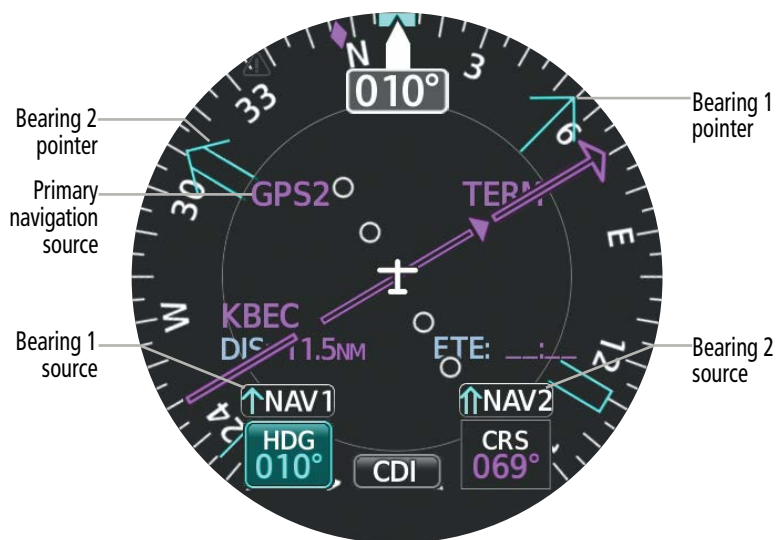 N
3
33
010°
Bearing 1
pointer
6
Bearing 2
pointer
30
Primary
navigation
source
GPS2
TERM
E
W
KBEC
DIS: 11.5NM
ETE: __:__
12
Bearing 1
source
Bearing 2
source
24
↑NAV1
⇑NAV2
HDG
010°
CDI
CRS
069°